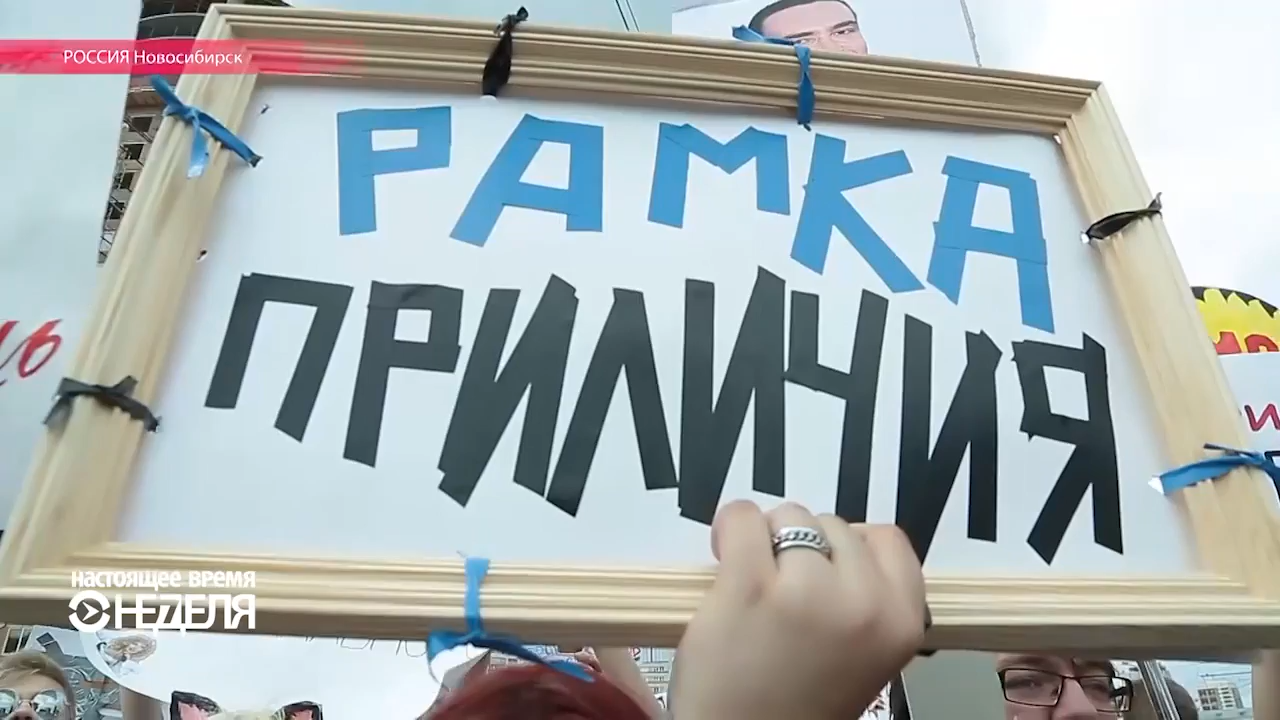 РОССИЯ Новосибирск
РАМКА
ПРИЛИЧИЯ
НАСТОЯЩЕЕ ВРЕМЯ
НЕДЕЛЯ